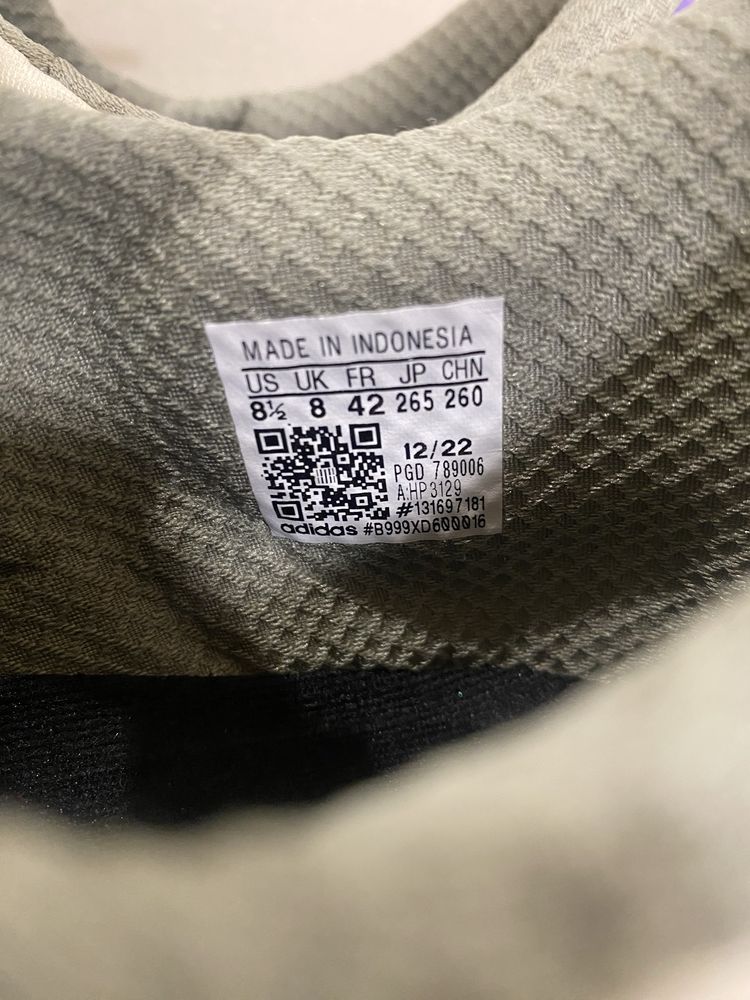 MADE IN INDONESIA
US UK FR JP CHN
8½ 8 42 265 260
12/22
PGD 789006
A:HP3129
#131697181
adidas #B999XD600016